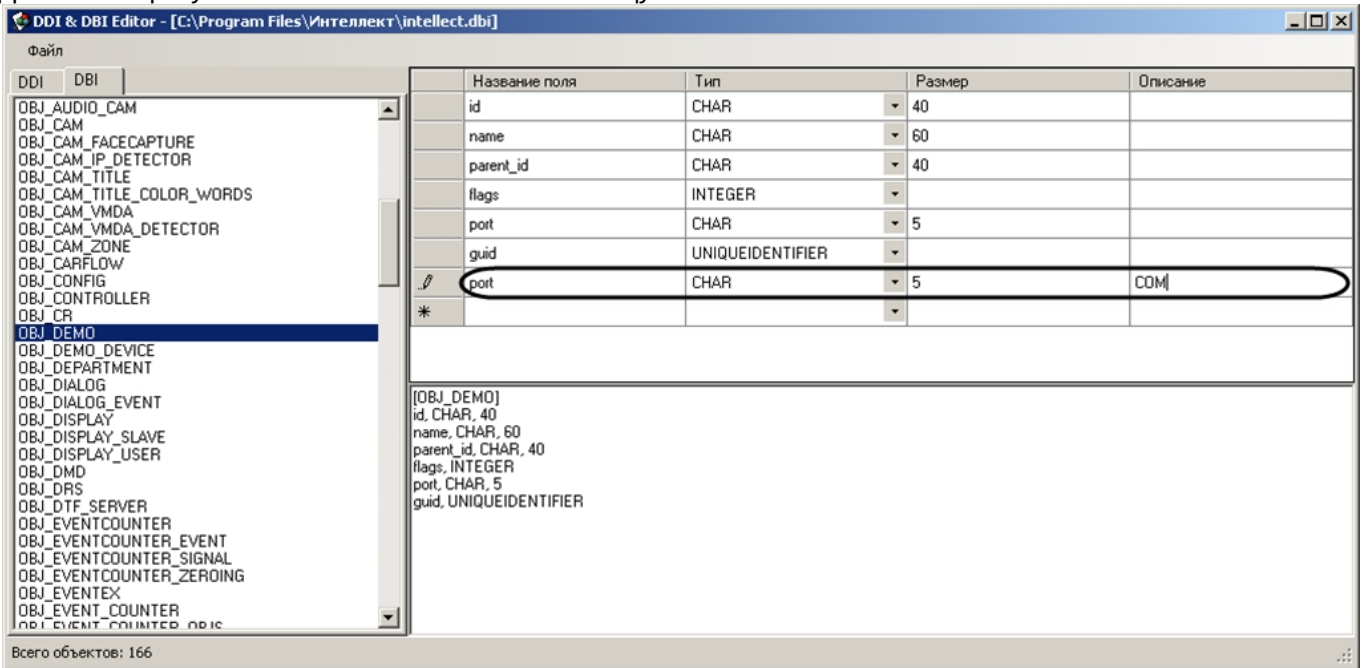 DDI & DBI Editor - [C:\Program Files\Интеллект\intellect.dbi]
Файл
DDI DBI
OBJ_AUDIO_CAM
OBJ_CAM
OBJ_CAM_FACECAPTURE
OBJ_CAM_IP_DETECTOR
OBJ_CAM_TITLE
OBJ_CAM_TITLE_COLOR_WORDS
OBJ_CAM_VMDA
OBJ_CAM_VMDA_DETECTOR
OBJ_CAM_ZONE
OBJ_CARFLOW
OBJ_CONFIG
OBJ_CONTROLLER
OBJ_CR
OBJ_DEMO
OBJ_DEMO_DEVICE
OBJ_DEPARTMENT
OBJ_DIALOG
OBJ_DIALOG_EVENT
OBJ_DISPLAY
OBJ_DISPLAY_SLAVE
OBJ_DISPLAY_USER
OBJ_DMD
OBJ_DRS
OBJ_DTF_SERVER
OBJ_EVENTCOUNTER
OBJ_EVENTCOUNTER_EVENT
OBJ_EVENTCOUNTER_SIGNAL
OBJ_EVENTCOUNTER_ZEROING
OBJ_EVENTEX
OBJ_EVENT_COUNTER
OBJ_EVENT_COUNTER_OBJS
Название поля Тип Размер Описание
id CHAR 40
name CHAR 60
parent_id CHAR 40
flags INTEGER
port CHAR 5
guid UNIQUEIDENTIFIER
port CHAR 5 COM
[OBJ_DEMO]
id, CHAR, 40
name, CHAR, 60
parent_id, CHAR, 40
flags, INTEGER
port, CHAR, 5
guid, UNIQUEIDENTIFIER
Всего объектов: 166